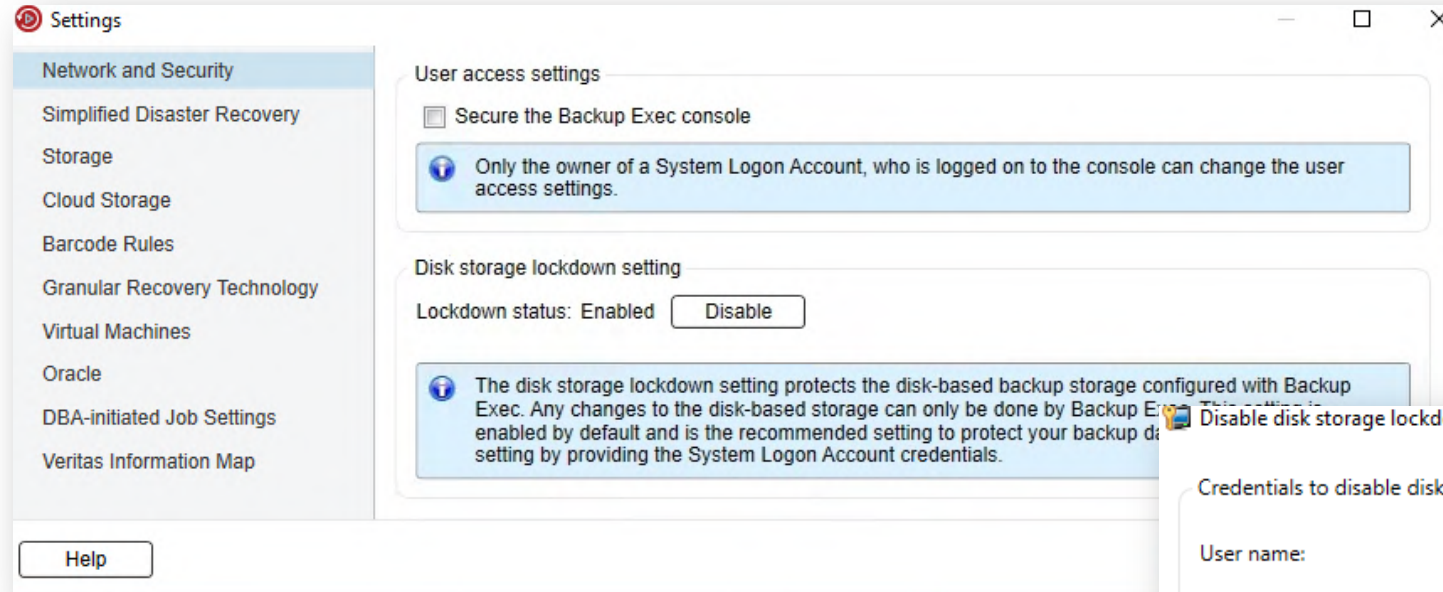 Settings
Network and Security
Simplified Disaster Recovery
Storage
Cloud Storage
Barcode Rules
Granular Recovery Technology
Virtual Machines
Oracle
DBA-initiated Job Settings
Veritas Information Map
Help
User access settings
Secure the Backup Exec console
Only the owner of a System Logon Account, who is logged on to the console can change the user
access settings.
Disk storage lockdown setting
Lockdown status: Enabled Disable
The disk storage lockdown setting protects the disk-based backup storage configured with Backup
Exec. Any changes to the disk-based storage can only be done by Backup
enabled by default and is the recommended setting to protect your backup
setting by providing the System Logon Account credentials.
Disable disk storage
Credentials to disable disk
User name: